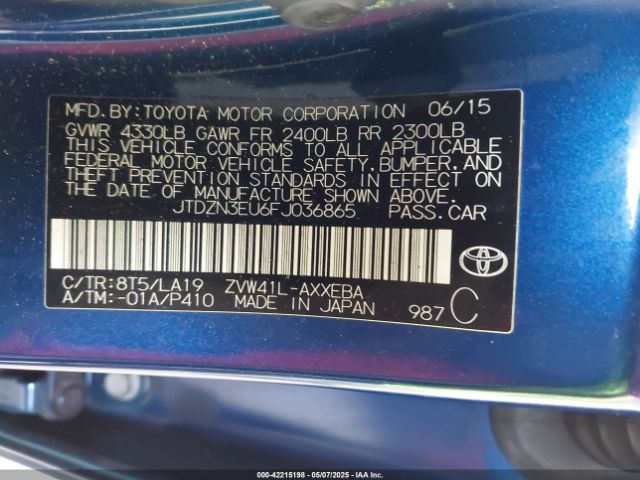 MFD.BY:TOYOTA MOTOR CORPORATION 06/15
GVWR 4330LB GAWR FR 2400LB RR 2300LB
THIS VEHICLE CONFORMS TO ALL APPLICABLE
FEDERAL MOTOR VEHICLE SAFETY,BUMPER,AND
THEFT PREVENTION STANDARDS IN EFFECT ON
THE DATE OF MANUFACTURE SHOWN ABOVE.
JTDZN3EU6FJ036865 PASS.CAR
C/TR:8T5/LA19 ZVW41L-AXXEBA
A/TM:-01A/P410 MADE IN JAPAN 987 C
000-42215198 - 05/07/2025 - COPYRIGHT IAA, LLC.